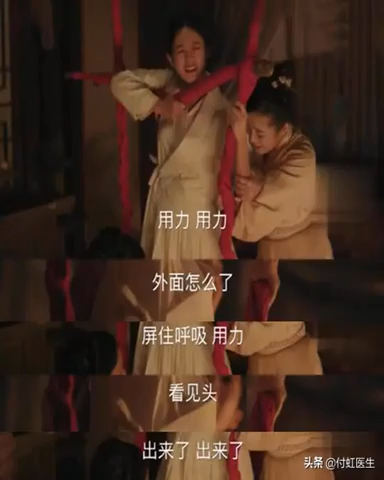 用力 用力
外面怎么了
屏住呼吸 用力
看见头
出来了 出来了
头条 @付虹医生